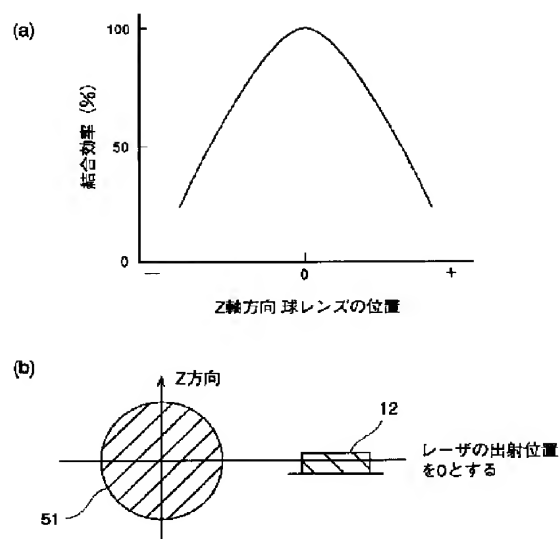 (a)
100
50
0
結合効率 (%)
— 0 +
Z軸方向 球レンズの位置
(b)
Z方向
12
レーザの出射位置
を0とする
51